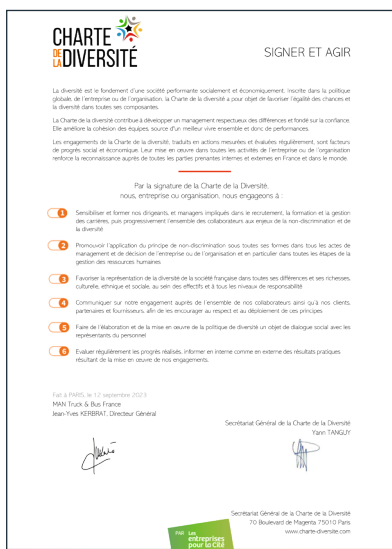 CHARTE
DE LA DIVERSITÉ
SIGNER ET AGIR
La diversité est le fondement d'une société performante socialement et économiquement. Inscrite dans la politique
globale, de l'entreprise ou de l'organisation, la Charte de diversité a pour objet de favoriser l'égalité des chances et
la diversité dans toutes ses composantes.
La Charte de la diversité contribue à développer un management respectueux des différences et fondé sur la confiance.
Elle améliore la cohésion des équipes, source d'un meilleur vivre ensemble et donc de performances.
Les engagements de la Charte de la diversité, traduits en actions mesurées et évaluées régulièrement, sont facteurs
de progrès social et économique. Leur mise en œuvre dans toutes les activités de l'entreprise ou de l'organisation
renforce la reconnaissance auprès de toutes les parties prenantes internes et externes en France et dans le monde.
Par la signature de la Charte de la Diversité,
nous, entreprise ou organisation, nous engageons à :
1 Sensibiliser et former nos dirigeants, et managers impliqués dans le recrutement, la formation et la gestion
des carrières, puis progressivement l'ensemble des collaborateurs aux enjeux de la non-discrimination et de
la diversité
2 Promouvoir l'application du principe de non-discrimination sous toutes ses formes dans tous les actes de
management et de décision de l'entreprise ou de l'organisation et en particulier dans toutes les étapes de la
gestion des ressources humaines.
3 Favoriser la représentation de la diversité de la société française dans toutes ses différences et ses richesses,
culturelle, ethnique et sociale, au sein des effectifs et à tous les niveaux de responsabilité
4 Communiquer sur notre engagement auprès de l'ensemble de nos collaborateurs ainsi qu'à nos clients,
partenaires et fournisseurs, afin de les encourager au respect et au déploiement de ces principes
5 Faire de l'élaboration et de la mise en œuvre de la politique de diversité un objet de dialogue social avec les
représentants du personnel
6 Evaluer régulièrement les progrès réalisés, informer en interne comme en externe des résultats pratiques
résultant de la mise en œuvre de nos engagements.
Fait à PARIS, le 12 septembre 2023
MAN Truck & Bus France
Jean-Yves KERBRAT, Directeur Général
Secrétariat Général de la Charte de la Diversité
Yann TANGUY
Secrétariat Général de la Charte de la Diversité
70 Boulevard de Magenta 75010 Paris
www.charte-diversite.com
PAR Les
entreprises
pour la Cité